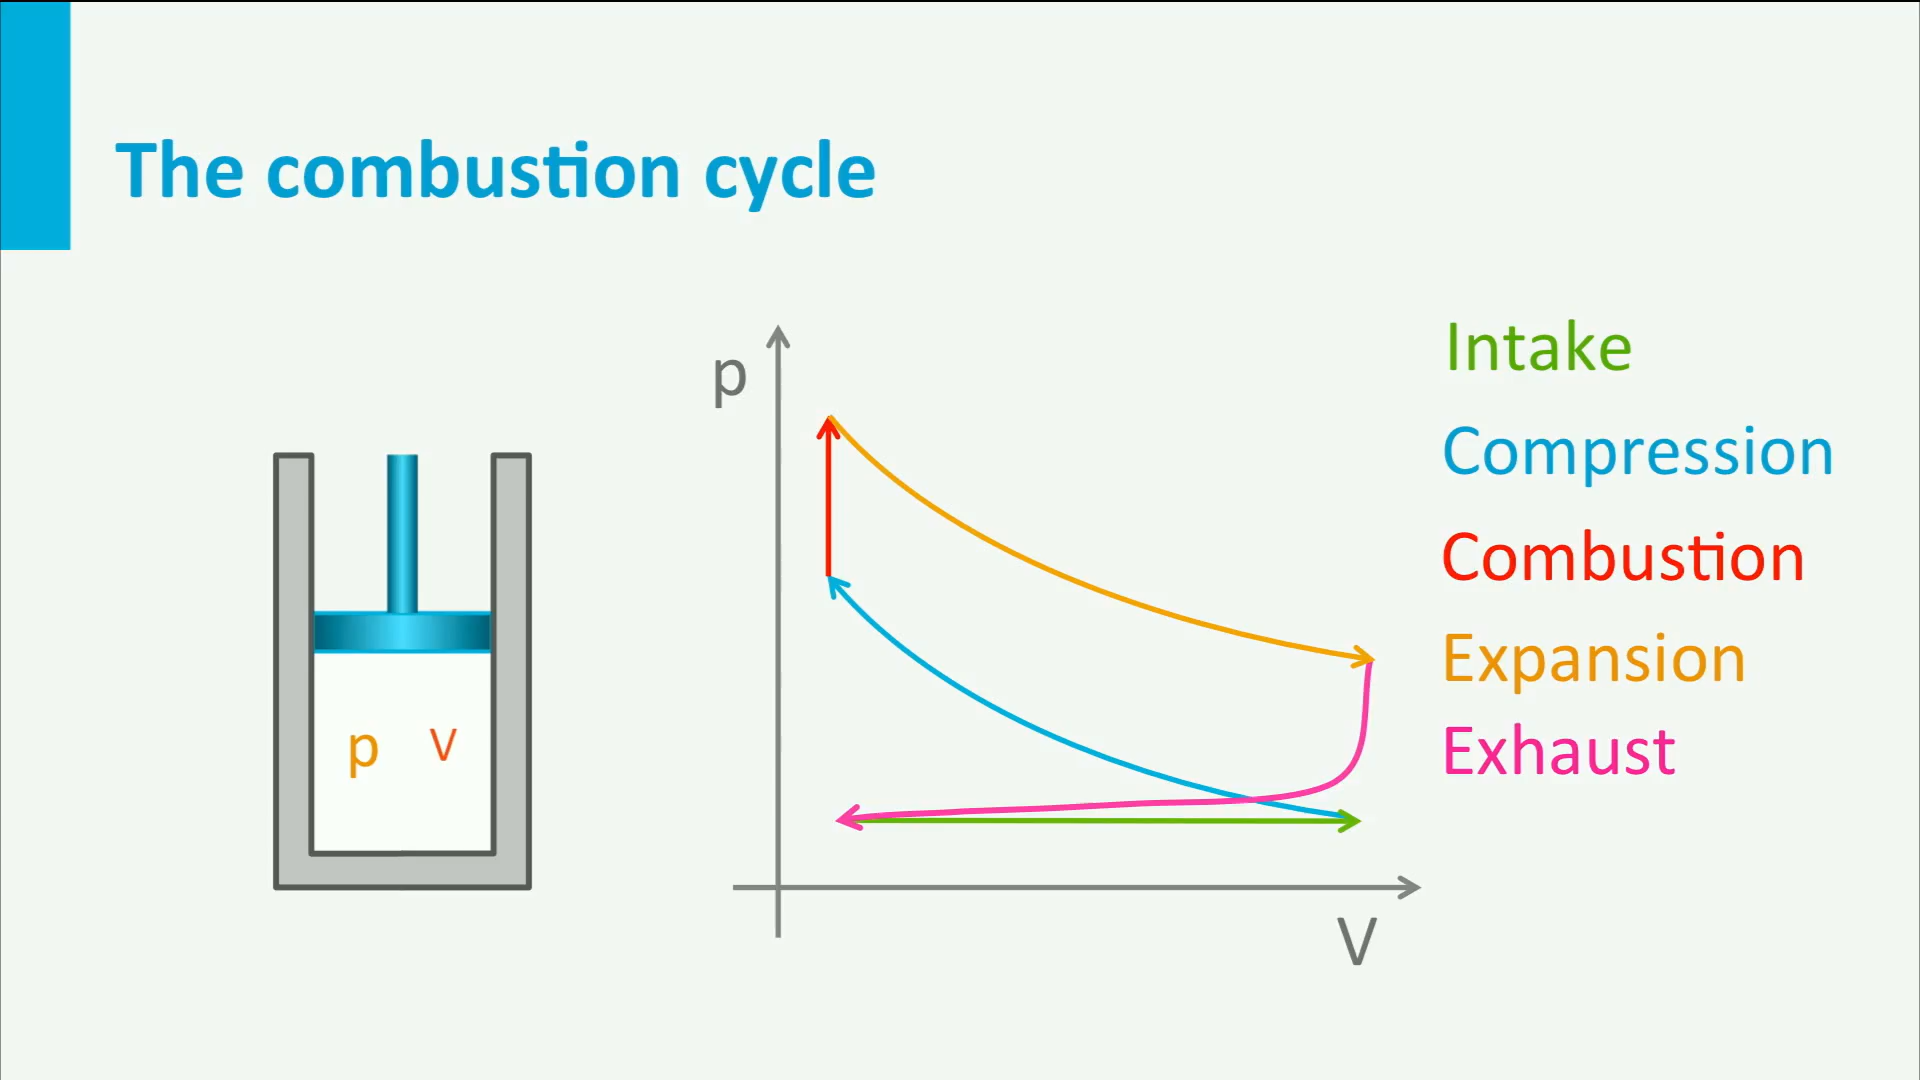 The combustion cycle
p
p V
V
Intake
Compression
Combustion
Expansion
Exhaust